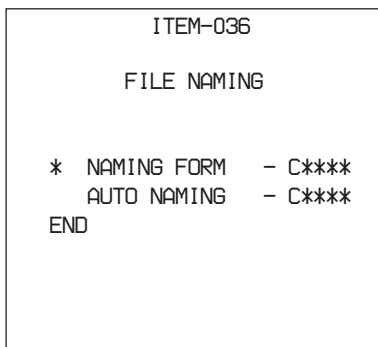 ITEM-036
FILE NAMING
* NAMING FORM - C****
AUTO NAMING - C****
END